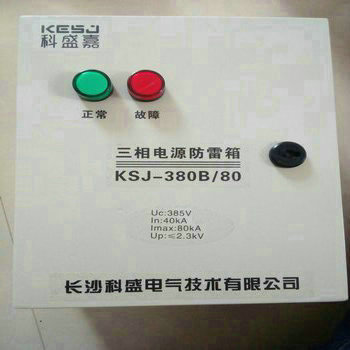 KESJ
科盛嘉
正常 故障
三相电源防雷箱
KSJ-380B/80
Uc:385V
In:40kA
Imax:80kA
Up:≤2.3kV
长沙科盛电气技术有限公司